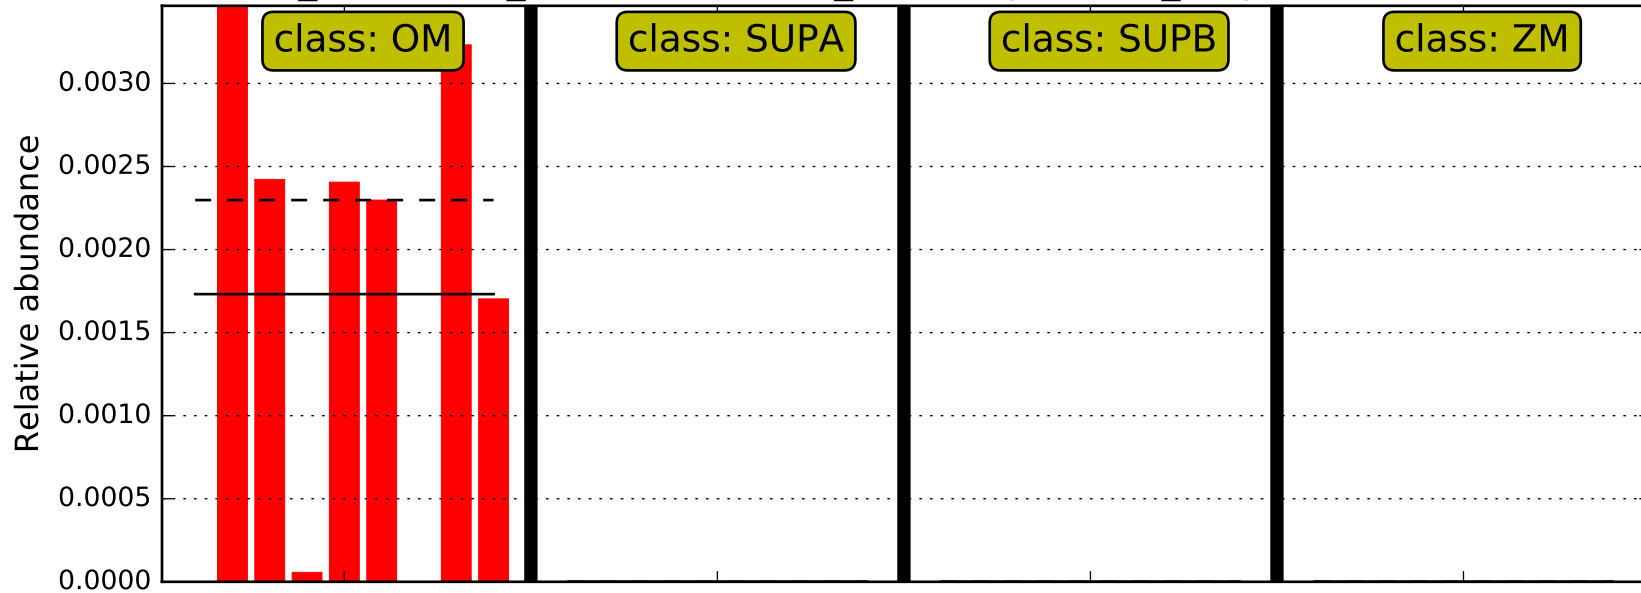 class: OM
class: SUPA
class: SUPB
class: ZM
Relative abundance
0.0030
0.0025
0.0020
0.0015
0.0010
0.0005
0.0000